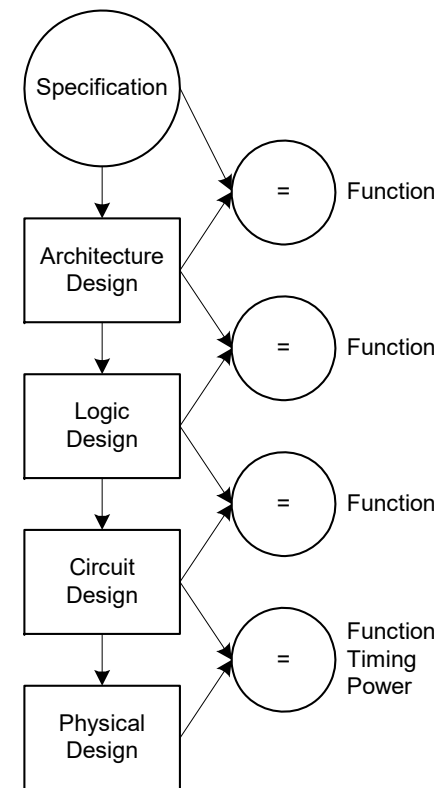 Specification
=
Function
Architecture
Design
=
Function
Logic
Design
=
Function
Circuit
Design
=
Function
Timing
Power
Physical
Design